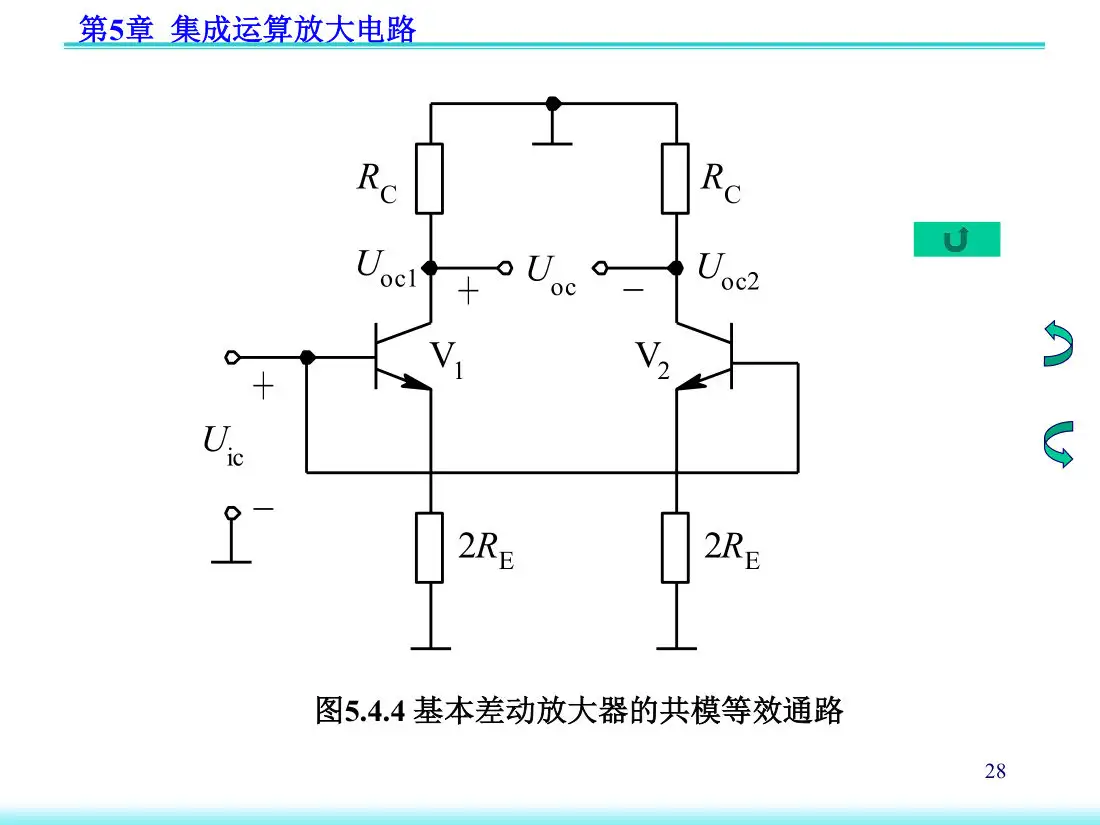 第5章 集成运算放大电路
RC RC
Uoc1 + Uoc − Uoc2
V1 V2
+
Uic
−
2RE 2RE
图5.4.4 基本差动放大器的共模等效通路
28